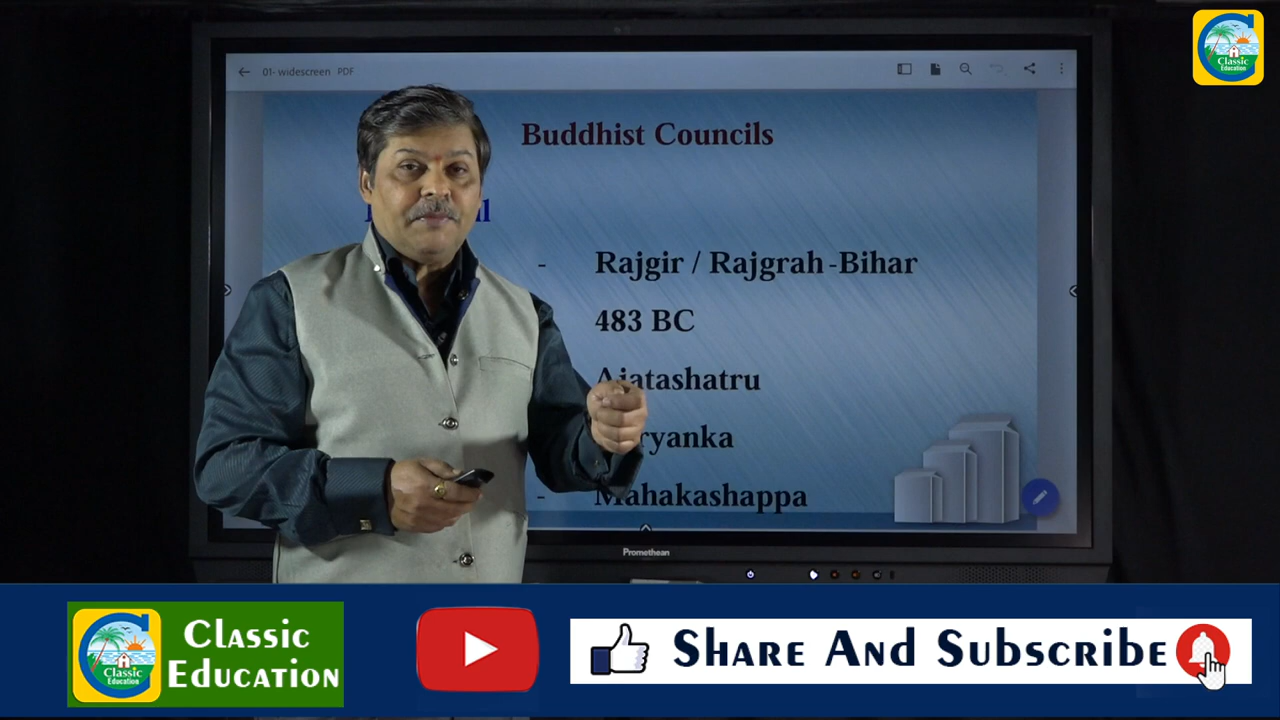 Classic
Education
01- widescreen PDF
Buddhist Councils
- Rajgir / Rajgrah -Bihar
483 BC
Ajatashatru
- Mahakashappa
Promethean
Classic
Education
Classic
Education
Share And Subscribe